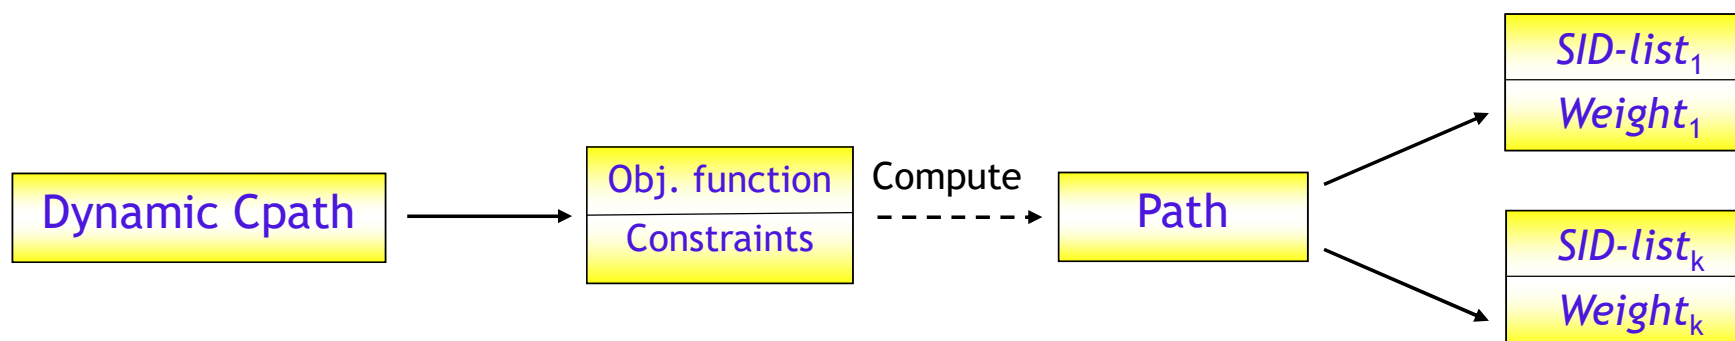 Dynamic Cpath
Obj. function
Constraints
Compute
Path
SID-list₁
Weight₁
SID-listₖ
Weightₖ